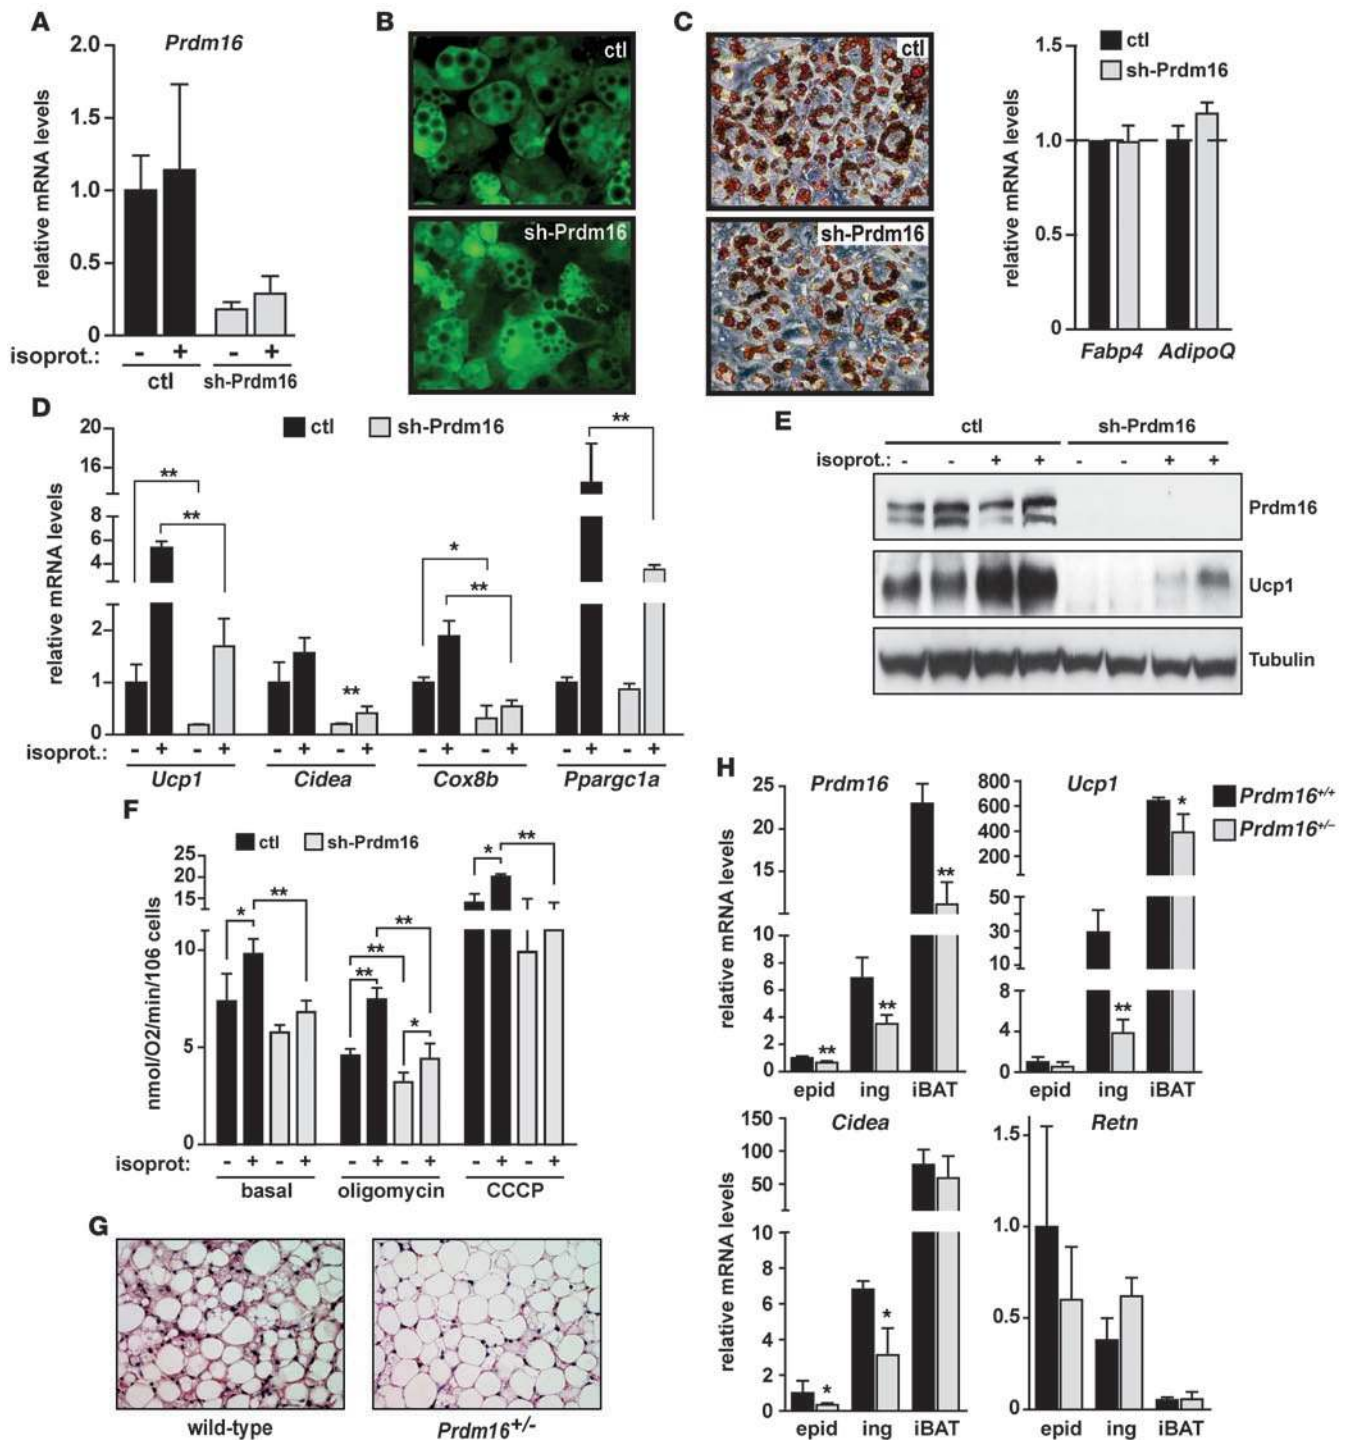 A
Prdm16
relative mRNA levels
2.0
1.5
1.0
0.5
0
isoprot.: - + - +
ctl sh-Prdm16
B
ctl
sh-Prdm16
C
ctl
sh-Prdm16
ctl
sh-Prdm16
relative mRNA levels
1.5
1.0
0.5
0
Fabp4 AdipoQ
D
ctl sh-Prdm16
relative mRNA levels
20
16
8
6
4
2
1
0
**
**
**
*
**
**
isoprot.: - + - + - + - + - + - + - + - +
Ucp1 Cidea Cox8b Ppargc1a
E
ctl sh-Prdm16
isoprot.: - - + + - - + +
Prdm16
Ucp1
Tubulin
F
ctl sh-Prdm16
nmol/O2/min/106 cells
25
20
15
10
5
0
* **
** ** ** *
* **
isoprot: - + - + - + - + - + - +
basal oligomycin CCCP
G
wild-type Prdm16+/-
H
Prdm16
relative mRNA levels
25
20
15
10
8
6
4
2
0
** ** **
epid ing iBAT
Ucp1
800
600
400
200
50
30
10
8
4
0
** *
epid ing iBAT
Prdm16+/+
Prdm16+/–
Cidea
relative mRNA levels
150
100
50
10
8
6
4
2
0
* *
epid ing iBAT
Retn
1.5
1.0
0.5
0
epid ing iBAT